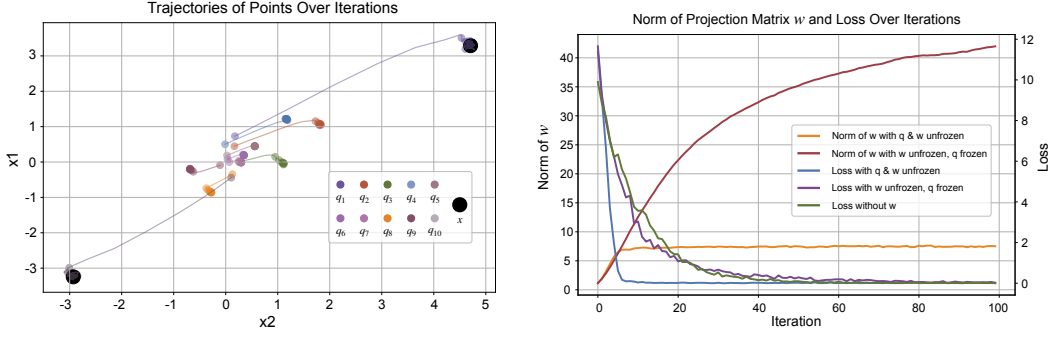 Trajectories of Points Over Iterations
x1
3
2
1
0
-1
-2
-3
-3 -2 -1 0 1 2 3 4 5
x2
q1 q2 q3 q4 q5
q6 q7 q8 q9 q10
x
Norm of Projection Matrix w and Loss Over Iterations
Norm of w
40
35
30
25
20
15
10
5
0
0 20 40 60 80 100
Iteration
Norm of w with q & w unfrozen
Norm of w with w unfrozen, q frozen
Loss with q & w unfrozen
Loss with w unfrozen, q frozen
Loss without w
12
10
8
6
4
2
0
Loss